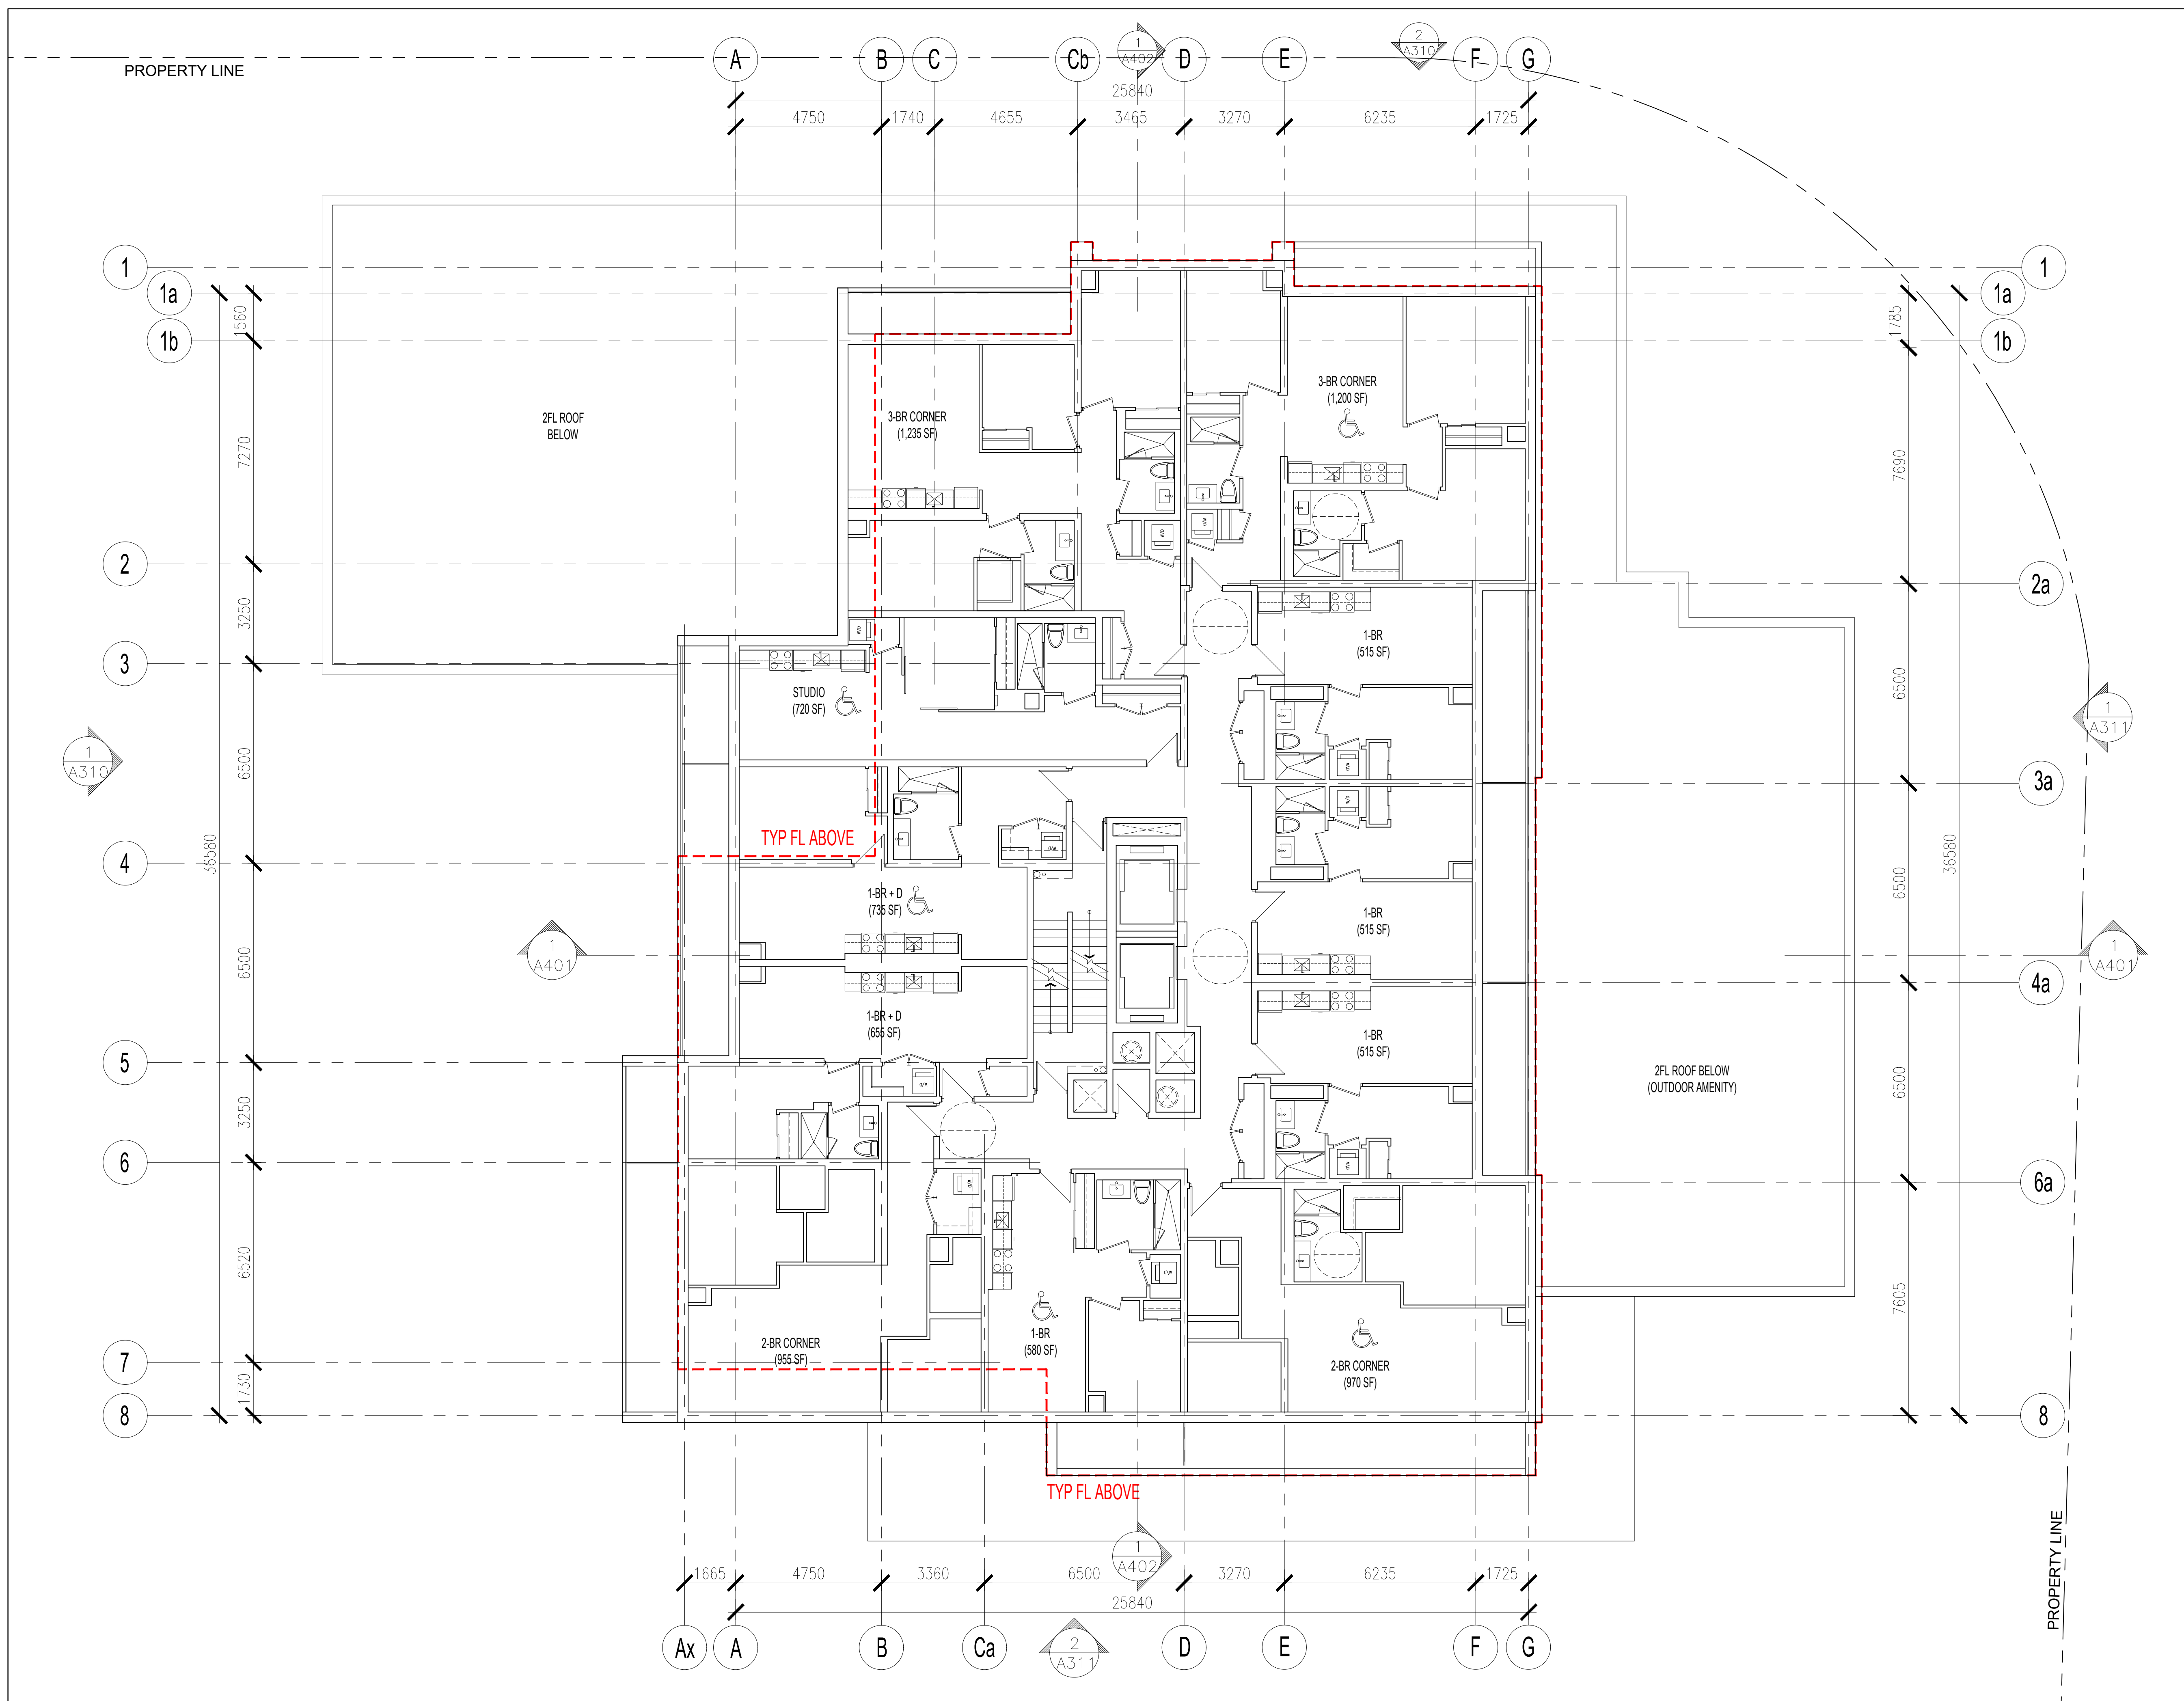 PROPERTY LINE
A
B
C
Cb
1
A402
D
E
2
A310
F
G
25840
4750
1740
4655
3465
3270
6235
1725
1
1
1a
1a
1b
1b
1560
1785
2FL ROOF
BELOW
3-BR CORNER
(1,235 SF)
3-BR CORNER
(1,200 SF)
7270
7690
W/D
W/D
2
2a
3250
W/D
1-BR
(515 SF)
3
STUDIO
(720 SF)
6500
6500
1
A310
1
A311
W/D
3a
W/D
TYP FL ABOVE
W/D
36580
36580
4
6500
1-BR + D
(735 SF)
1-BR
(515 SF)
1
A401
1
A401
6500
4a
1-BR + D
(655 SF)
1-BR
(515 SF)
5
W/D
2FL ROOF BELOW
(OUTDOOR AMENITY)
6500
3250
6
W/D
W/D
6a
6520
W/D
7605
2-BR CORNER
(955 SF)
1-BR
(580 SF)
2-BR CORNER
(970 SF)
7
1730
8
8
TYP FL ABOVE
PROPERTY LINE
1
A402
1665
4750
3360
6500
3270
6235
1725
25840
Ax
A
B
Ca
2
A311
D
E
F
G